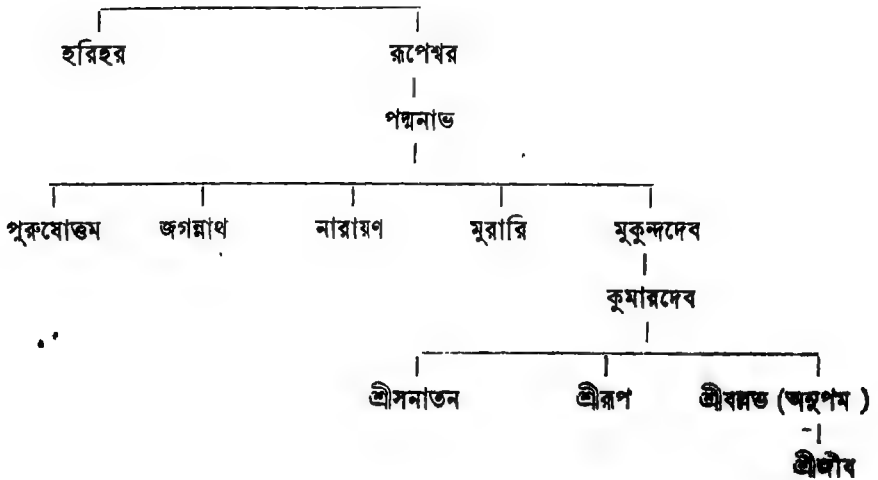 হরিহর রূপেশ্বর
পদ্মনাভ
পুরুষোত্তম জগন্নাথ নারায়ণ মুরারি মুকুন্দদেব
কুমারদেব
শ্রীসনাতন শ্রীরূপ শ্রীবল্লভ (অনুপম )
শ্রীজীব